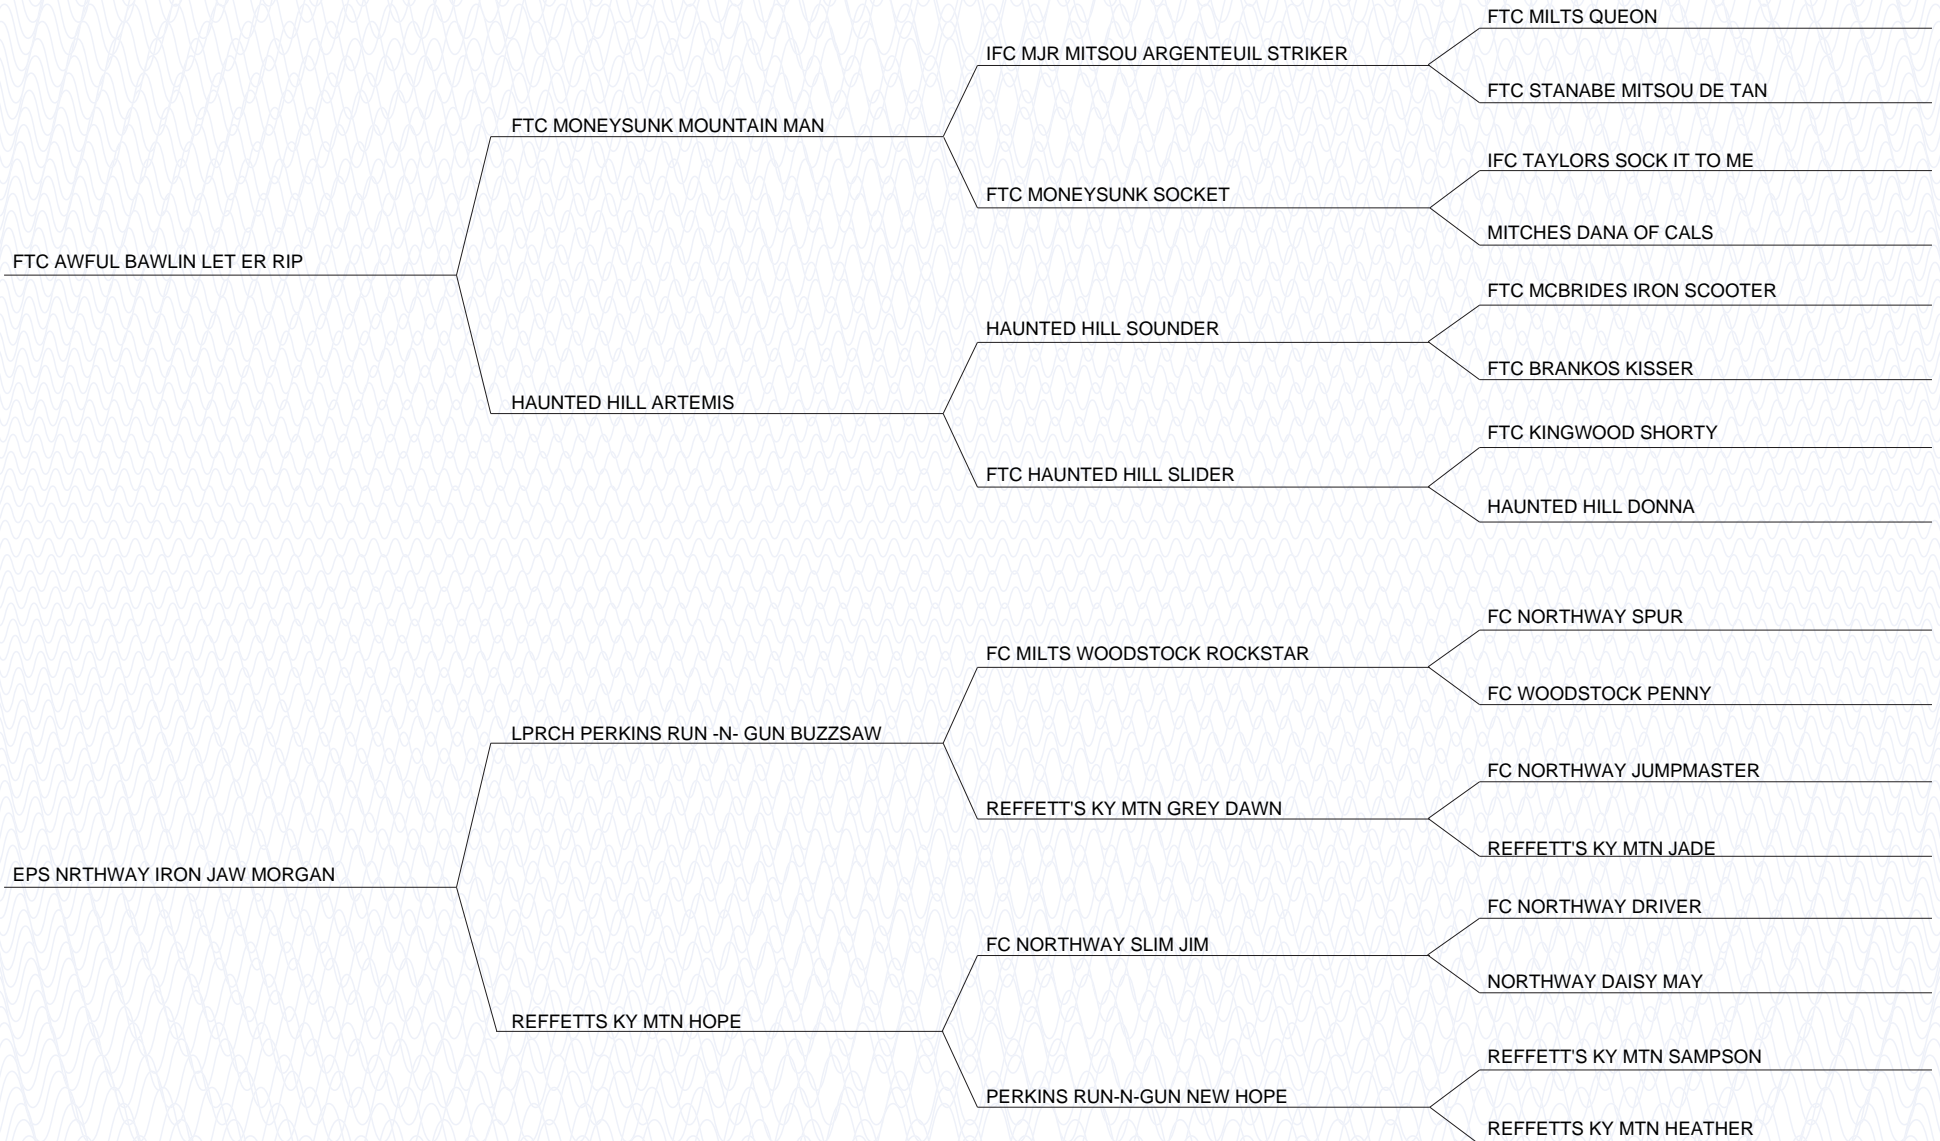 FTC MILTS QUEON
IFC MJR MITSOU ARGENTEUIL STRIKER
FTC STANABE MITSOU DE TAN
FTC MONEYSUNK MOUNTAIN MAN
IFC TAYLORS SOCK IT TO ME
FTC MONEYSUNK SOCKET
MITCHES DANA OF CALS
FTC AWFUL BAWLIN LET ER RIP
FTC MCBRIDES IRON SCOOTER
HAUNTED HILL SOUNDER
FTC BRANKOS KISSER
HAUNTED HILL ARTEMIS
FTC KINGWOOD SHORTY
FTC HAUNTED HILL SLIDER
HAUNTED HILL DONNA
FC NORTHWAY SPUR
FC MILTS WOODSTOCK ROCKSTAR
FC WOODSTOCK PENNY
LPRCH PERKINS RUN -N- GUN BUZZSAW
FC NORTHWAY JUMPMASTER
REFFETT'S KY MTN GREY DAWN
REFFETT'S KY MTN JADE
EPS NRTHWAY IRON JAW MORGAN
FC NORTHWAY DRIVER
FC NORTHWAY SLIM JIM
NORTHWAY DAISY MAY
REFFETTS KY MTN HOPE
REFFETT'S KY MTN SAMPSON
PERKINS RUN-N-GUN NEW HOPE
REFFETTS KY MTN HEATHER